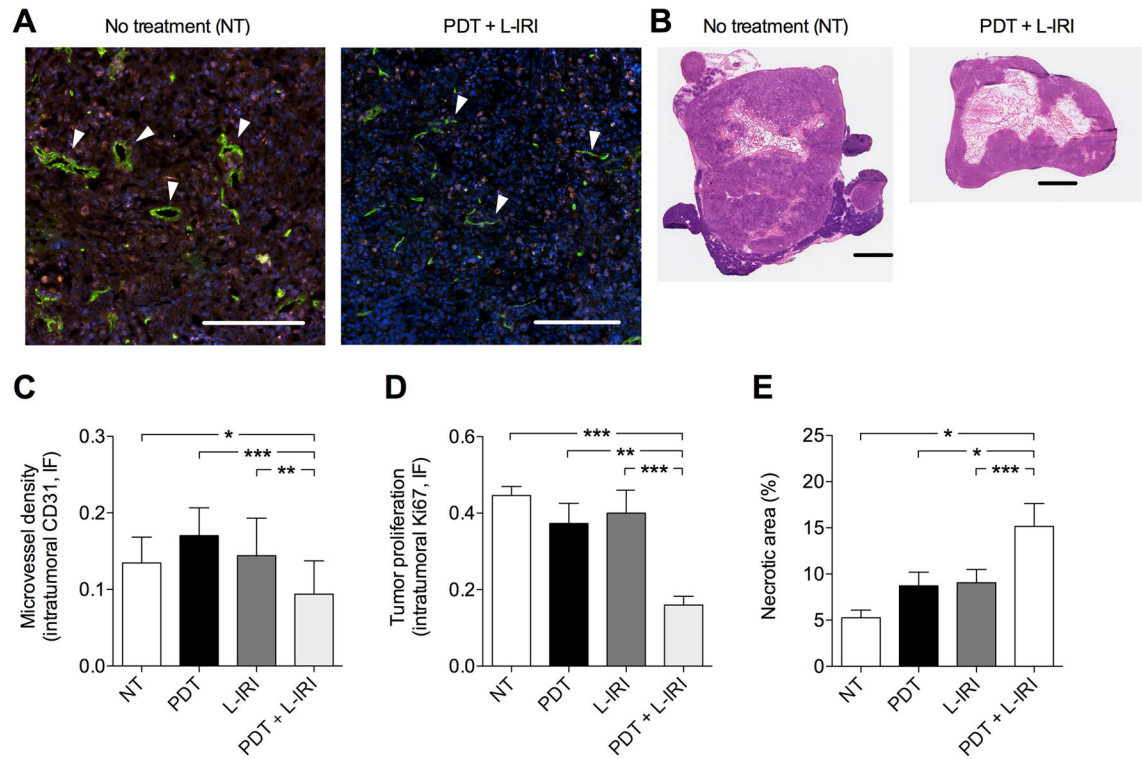 A
No treatment (NT)
PDT + L-IRI
B
No treatment (NT)
PDT + L-IRI
C
Microvessel density
(intratumoral CD31, IF)
0.3
0.2
0.1
0.0
*
***
**
NT
PDT
L-IRI
PDT + L-IRI
D
Tumor proliferation
(intratumoral Ki67, IF)
0.6
0.4
0.2
0.0
***
**
***
NT
PDT
L-IRI
PDT + L-IRI
E
Necrotic area (%)
25
20
15
10
5
0
*
*
***
NT
PDT
L-IRI
PDT + L-IRI